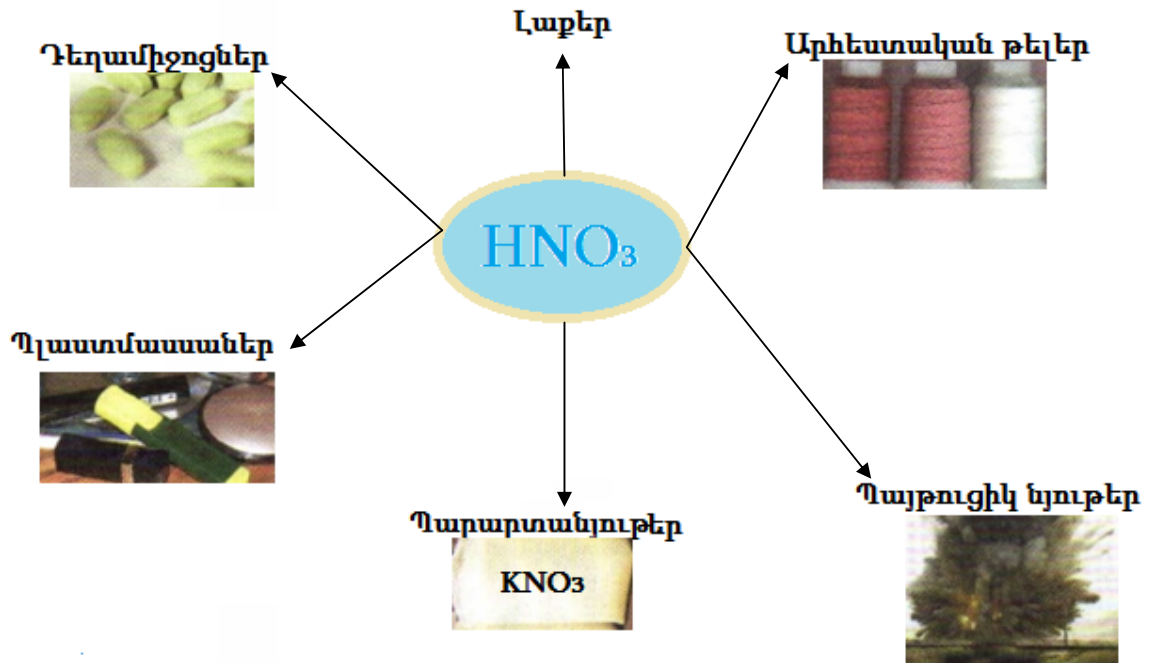 Լաքեր
Դեղամիջոցներ
Արհեստական թելեր
HNO₃
Պլաստմասսաներ
Պայթուցիկ նյութեր
Պարարտանյութեր
KNO₃